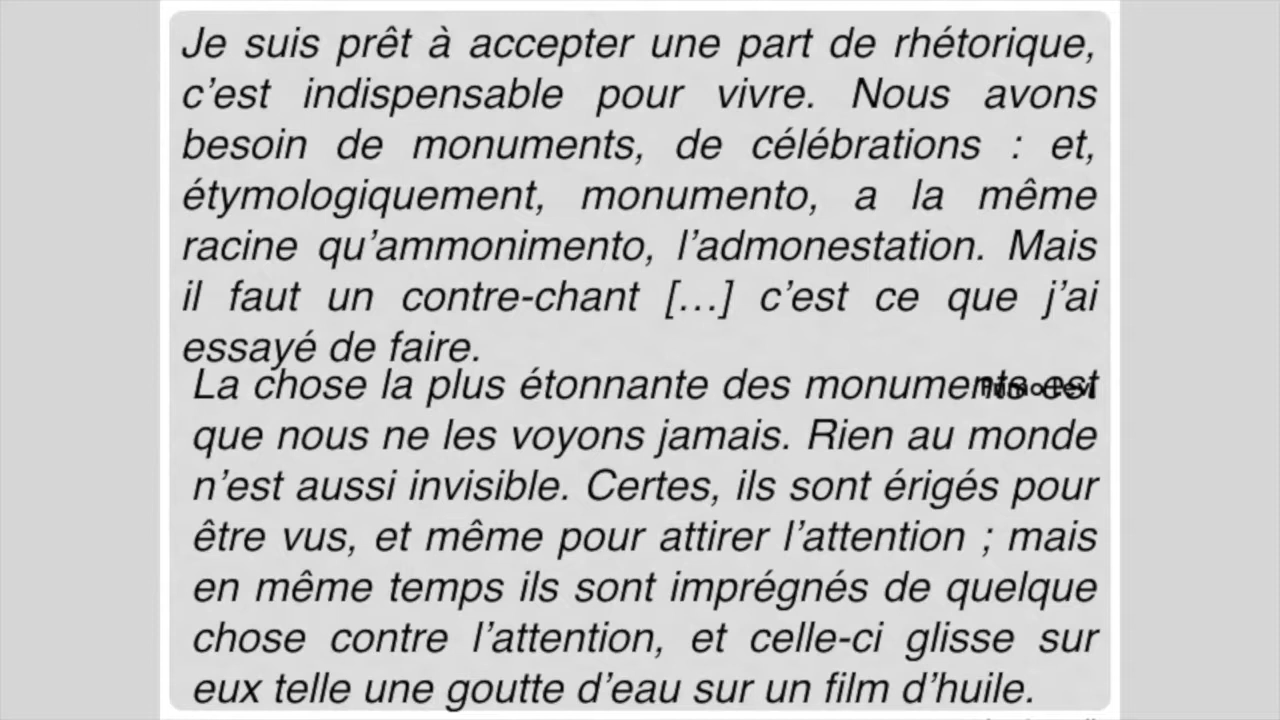 Je suis prêt à accepter une part de rhétorique,
c’est indispensable pour vivre. Nous avons
besoin de monuments, de célébrations : et,
étymologiquement, monumento, a la même
racine qu’ammonimento, l’admonestation. Mais
il faut un contre-chant […] c’est ce que j’ai
essayé de faire.
La chose la plus étonnante des monuments est
Primo Levi
que nous ne les voyons jamais. Rien au monde
n’est aussi invisible. Certes, ils sont érigés pour
être vus, et même pour attirer l’attention ; mais
en même temps ils sont imprégnés de quelque
chose contre l’attention, et celle-ci glisse sur
eux telle une goutte d’eau sur un film d’huile.